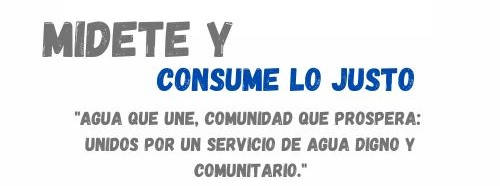 MIDETE Y
CONSUME LO JUSTO
"AGUA QUE UNE, COMUNIDAD QUE PROSPERA:
UNIDOS POR UN SERVICIO DE AGUA DIGNO Y
COMUNITARIO."